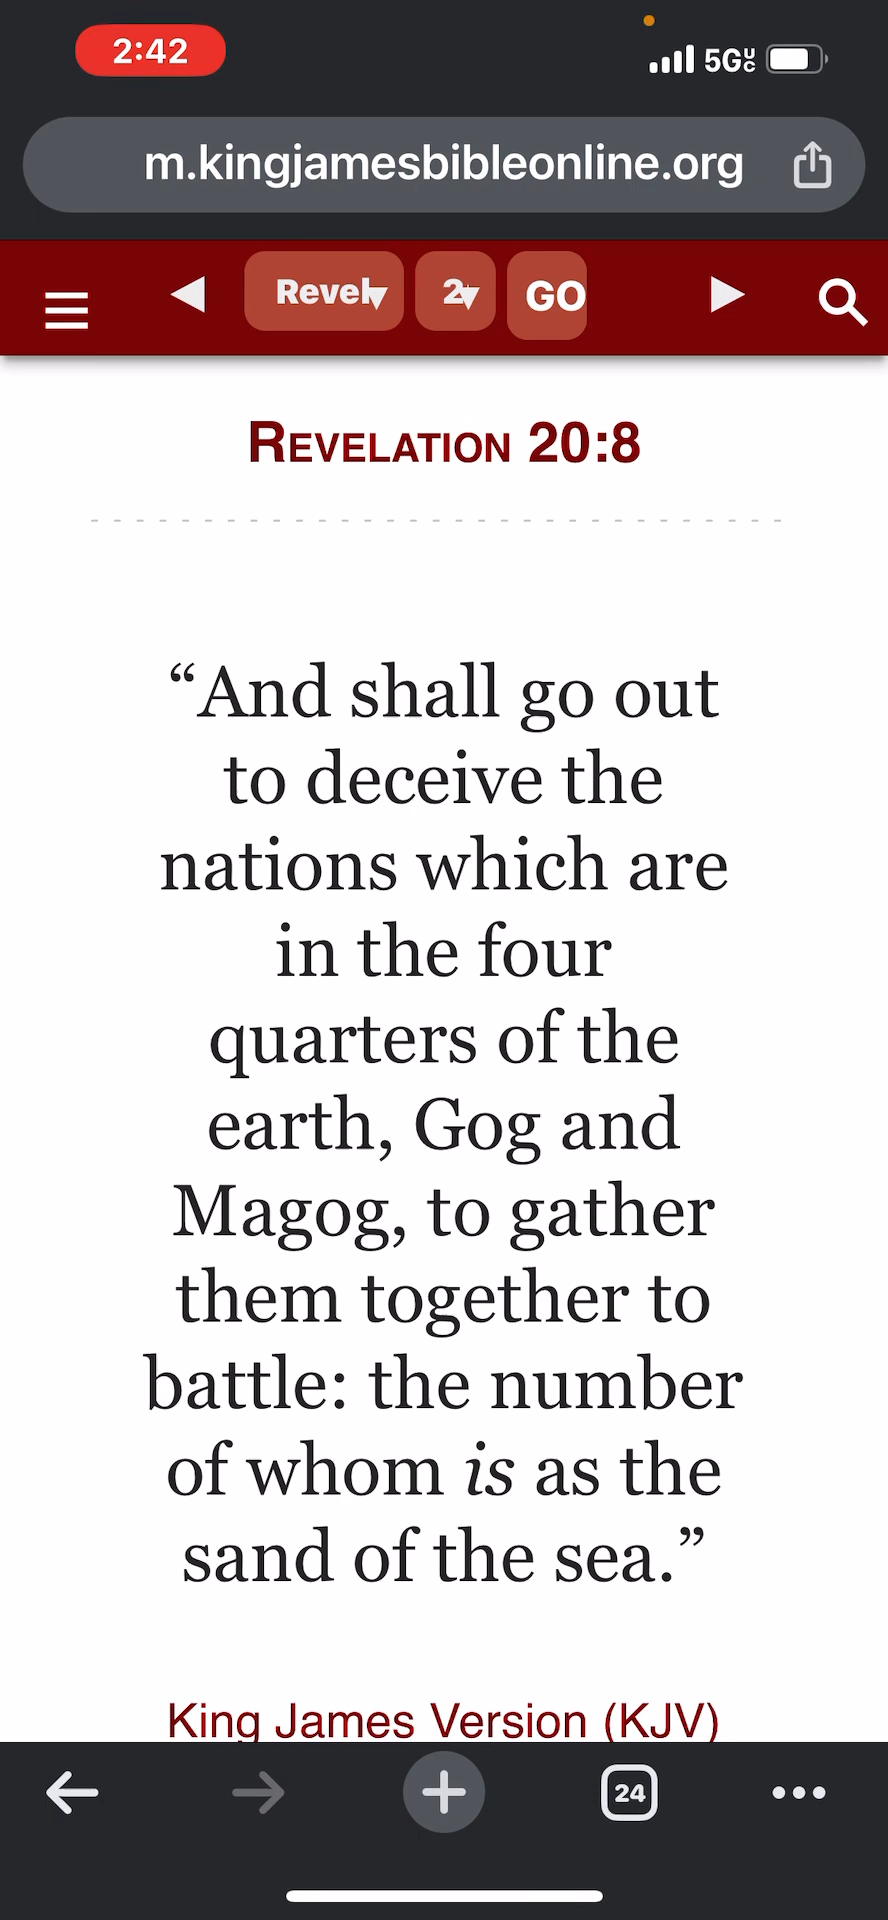 2:42
5G UC
m.kingjamesbibleonline.org
Revel 2 GO
Revelation 20:8
“And shall go out
to deceive the
nations which are
in the four
quarters of the
earth, Gog and
Magog, to gather
them together to
battle: the number
of whom is as the
sand of the sea.”
King James Version (KJV)
24